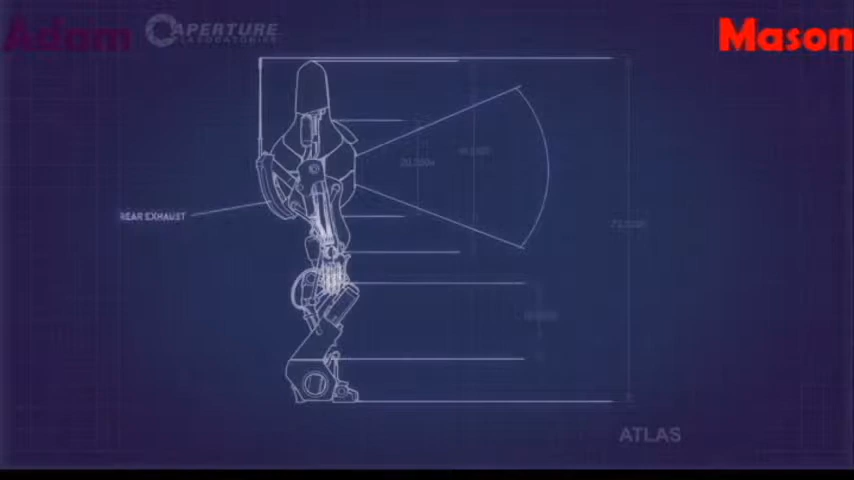 Adam
APERTURE
LABORATORIES
Mason
REAR EXHAUST
ATLAS